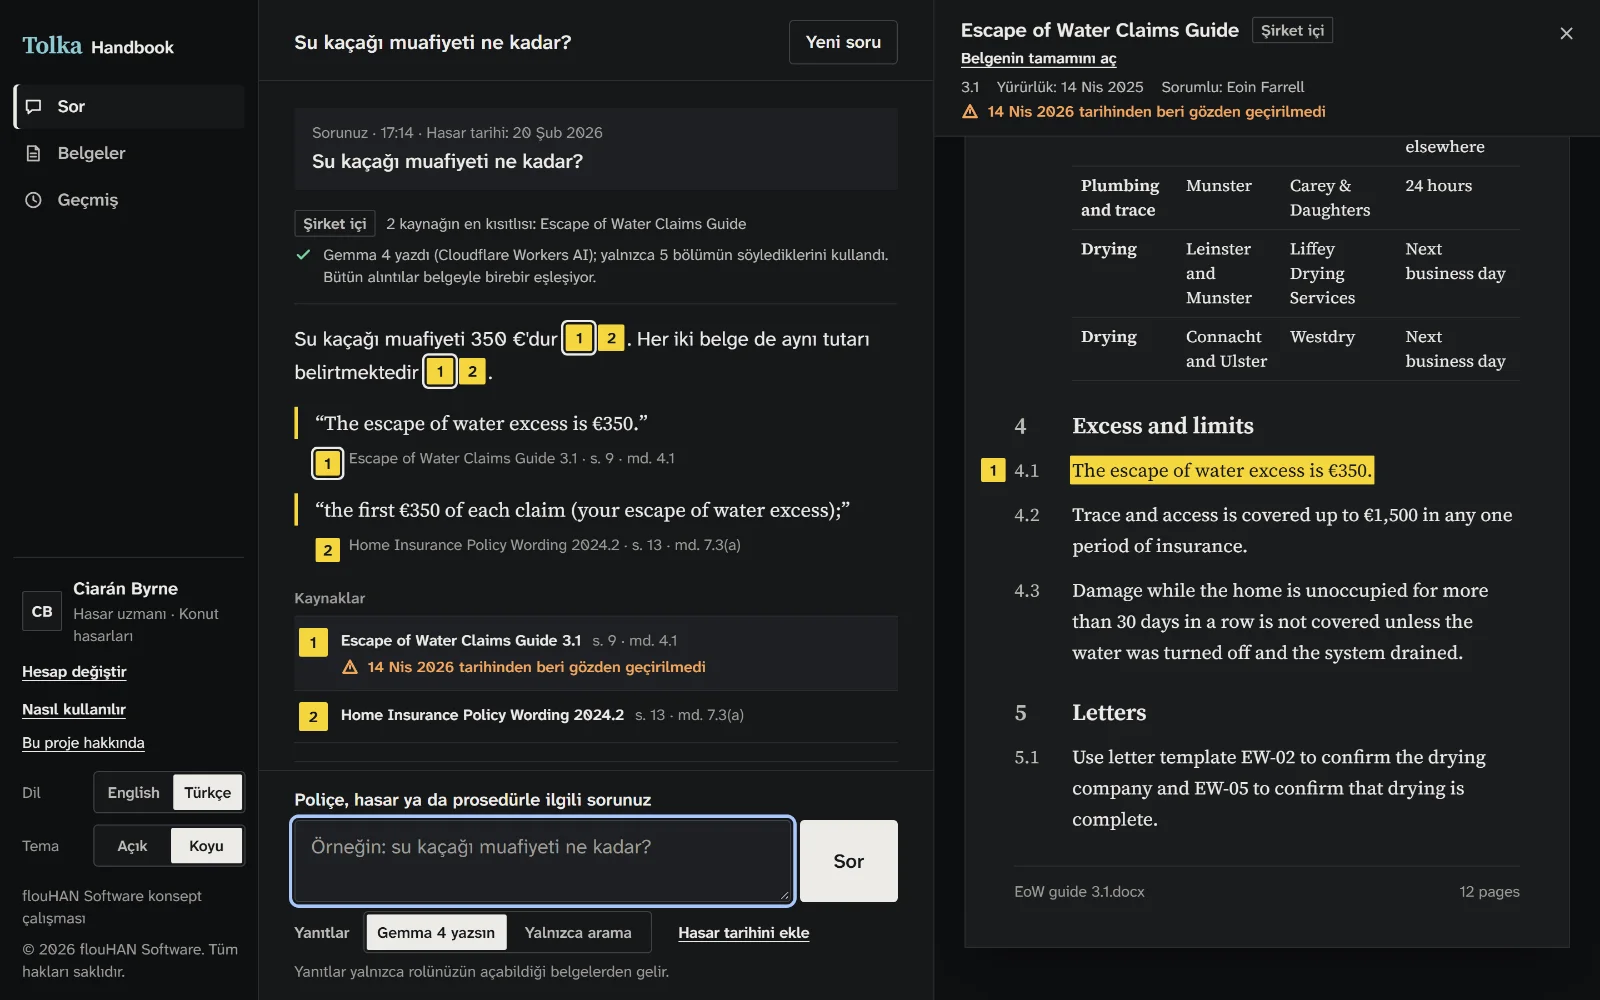 Tolka Handbook
Sor
Belgeler
Geçmiş
CB
Ciarán Byrne
Hasar uzmanı · Konut
hasarları
Hesap değiştir
Nasıl kullanılır
Bu proje hakkında
Dil
English
Türkçe
Tema
Açık
Koyu
flouHAN Software konsept
çalışması
© 2026 flouHAN Software. Tüm
hakları saklıdır.
Su kaçağı muafiyeti ne kadar?
Yeni soru
Sorunuz · 17:14 · Hasar tarihi: 20 Şub 2026
Su kaçağı muafiyeti ne kadar?
Şirket içi
2 kaynağın en kısıtlısı: Escape of Water Claims Guide
Gemma 4 yazdı (Cloudflare Workers AI); yalnızca 5 bölümün söylediklerini kullandı.
Bütün alıntılar belgeyle birebir eşleşiyor.
Su kaçağı muafiyeti 350 €'dur 1 2 . Her iki belge de aynı tutarı
belirtmektedir 1 2 .
“The escape of water excess is €350.”
1 Escape of Water Claims Guide 3.1 · s. 9 · md. 4.1
“the first €350 of each claim (your escape of water excess);”
2 Home Insurance Policy Wording 2024.2 · s. 13 · md. 7.3(a)
Kaynaklar
1 Escape of Water Claims Guide 3.1 s. 9 · md. 4.1
14 Nis 2026 tarihinden beri gözden geçirilmedi
2 Home Insurance Policy Wording 2024.2 s. 13 · md. 7.3(a)
Poliçe, hasar ya da prosedürle ilgili sorunuz
Örneğin: su kaçağı muafiyeti ne kadar?
Sor
Yanıtlar
Gemma 4 yazsın
Yalnızca arama
Hasar tarihini ekle
Yanıtlar yalnızca rolünüzün açabildiği belgelerden gelir.
Escape of Water Claims Guide
Şirket içi
Belgenin tamamını aç
3.1 Yürürlük: 14 Nis 2025 Sorumlu: Eoin Farrell
14 Nis 2026 tarihinden beri gözden geçirilmedi
elsewhere
Plumbing
and trace
Munster
Carey &
Daughters
24 hours
Drying
Leinster
and
Munster
Liffey
Drying
Services
Next
business day
Drying
Connacht
and Ulster
Westdry
Next
business day
4 Excess and limits
1 4.1 The escape of water excess is €350.
4.2 Trace and access is covered up to €1,500 in any one
period of insurance.
4.3 Damage while the home is unoccupied for more
than 30 days in a row is not covered unless the
water was turned off and the system drained.
5 Letters
5.1 Use letter template EW-02 to confirm the drying
company and EW-05 to confirm that drying is
complete.
EoW guide 3.1.docx
12 pages